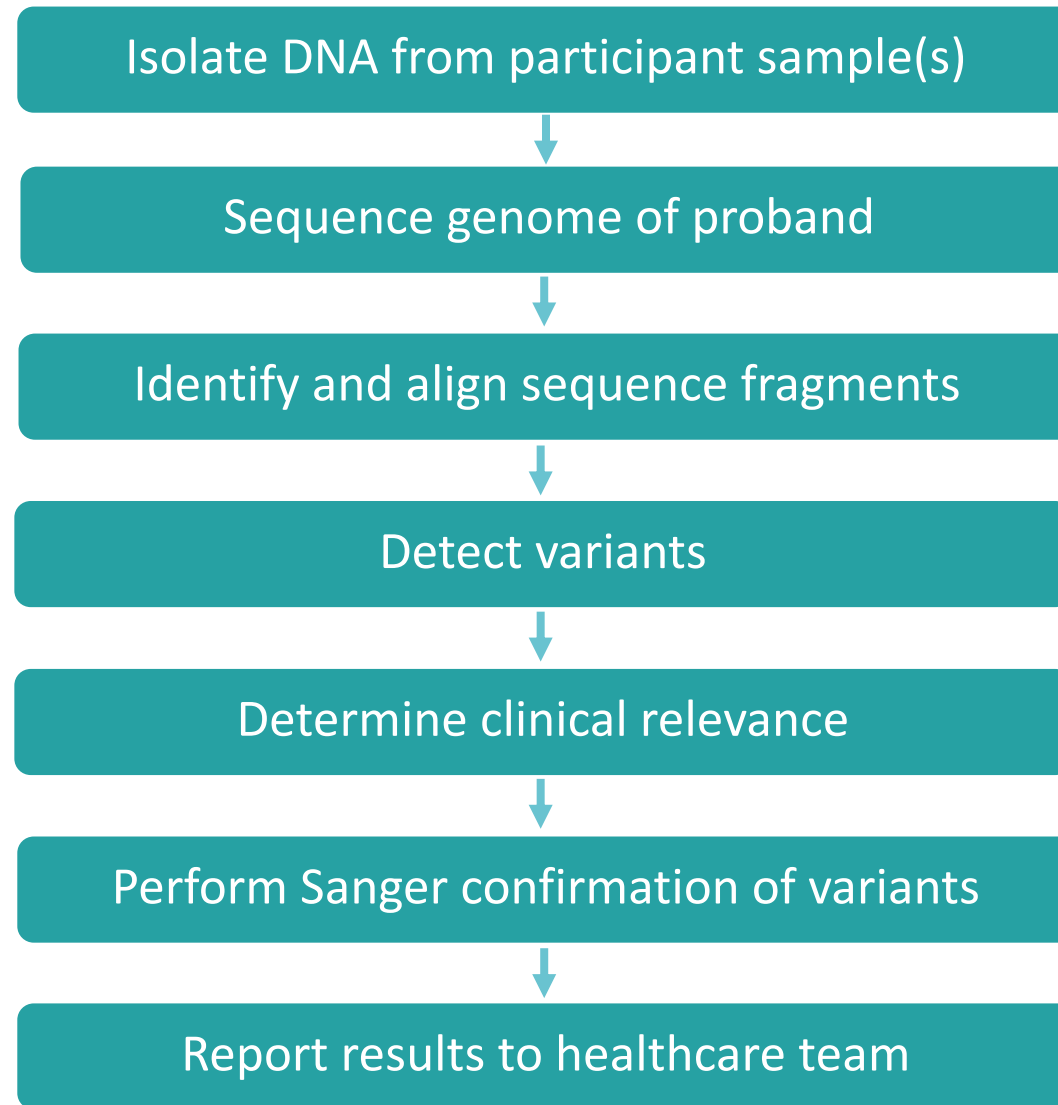 Isolate DNA from participant sample(s)
Sequence genome of proband
Identify and align sequence fragments
Detect variants
Determine clinical relevance
Perform Sanger confirmation of variants
Report results to healthcare team